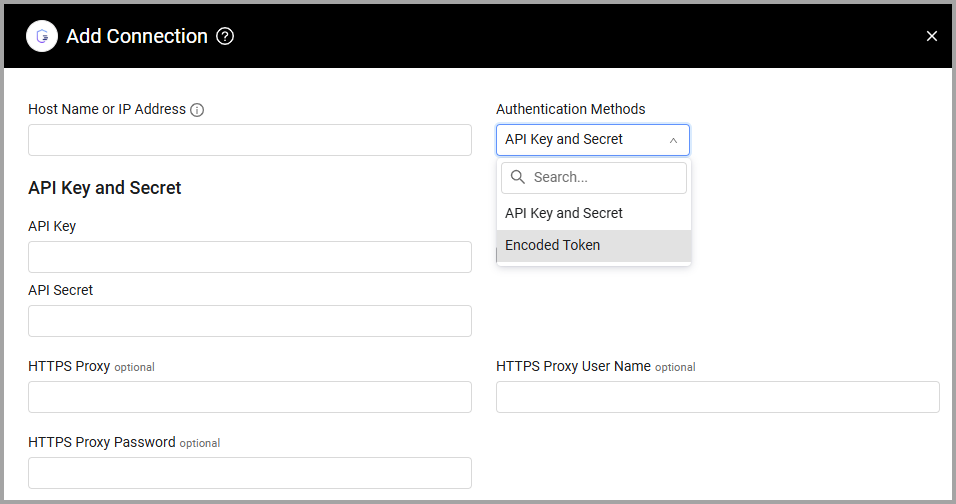 Add Connection ?
Host Name or IP Address
Authentication Methods
API Key and Secret
Search...
API Key and Secret
Encoded Token
API Key and Secret
API Key
API Secret
HTTPS Proxy optional
HTTPS Proxy User Name optional
HTTPS Proxy Password optional